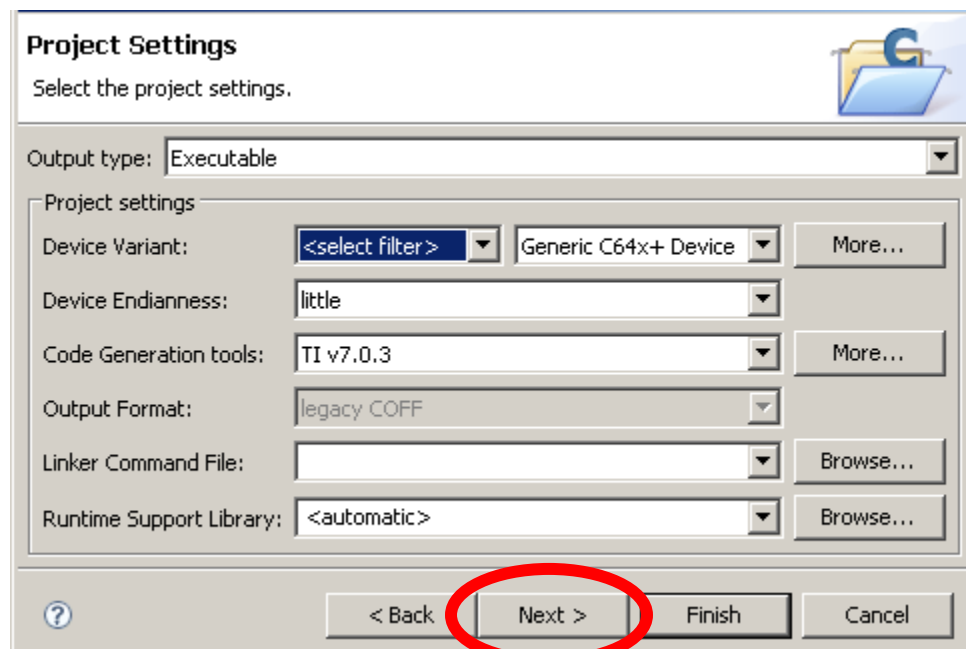 Project Settings
Select the project settings.
Output type: Executable
Project settings
Device Variant: <select filter> Generic C64x+ Device More...
Device Endianness: little
Code Generation tools: TI v7.0.3 More...
Output Format: legacy COFF
Linker Command File: Browse...
Runtime Support Library: <automatic> Browse...
? < Back Next > Finish Cancel